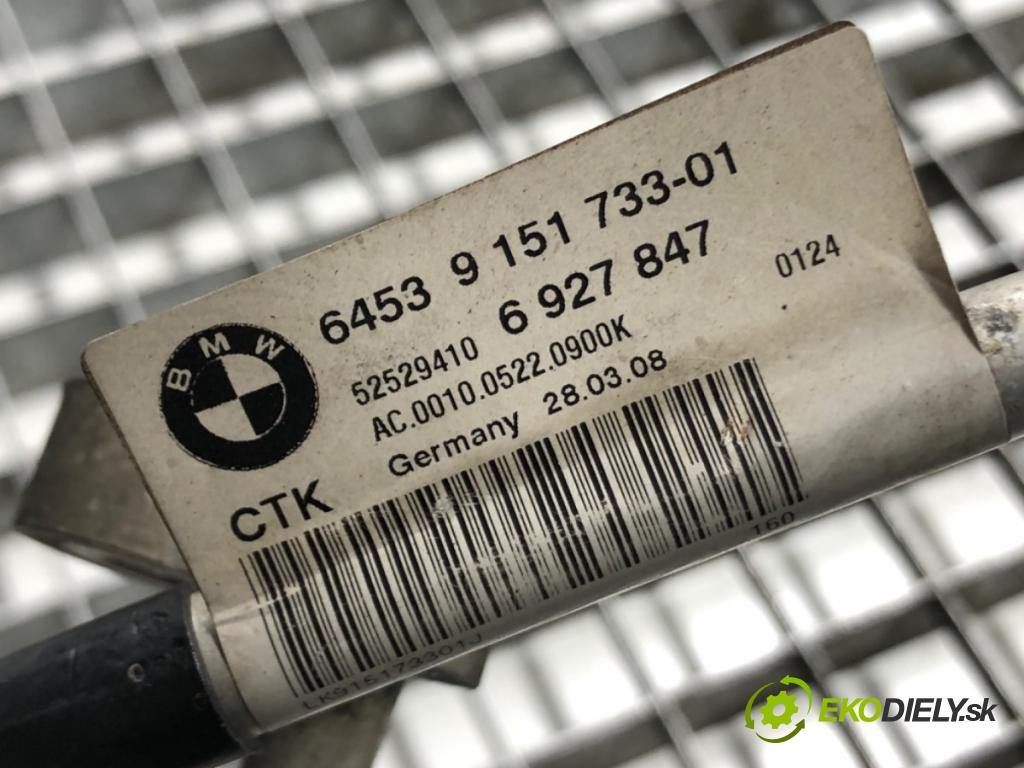 6453 9 151 733-01
6 927 847
0124
BMW
52529410
AC.0010.0522.0900K
Germany 28.03.08
CTK
160
LK915173301J
EKODIELY.sk